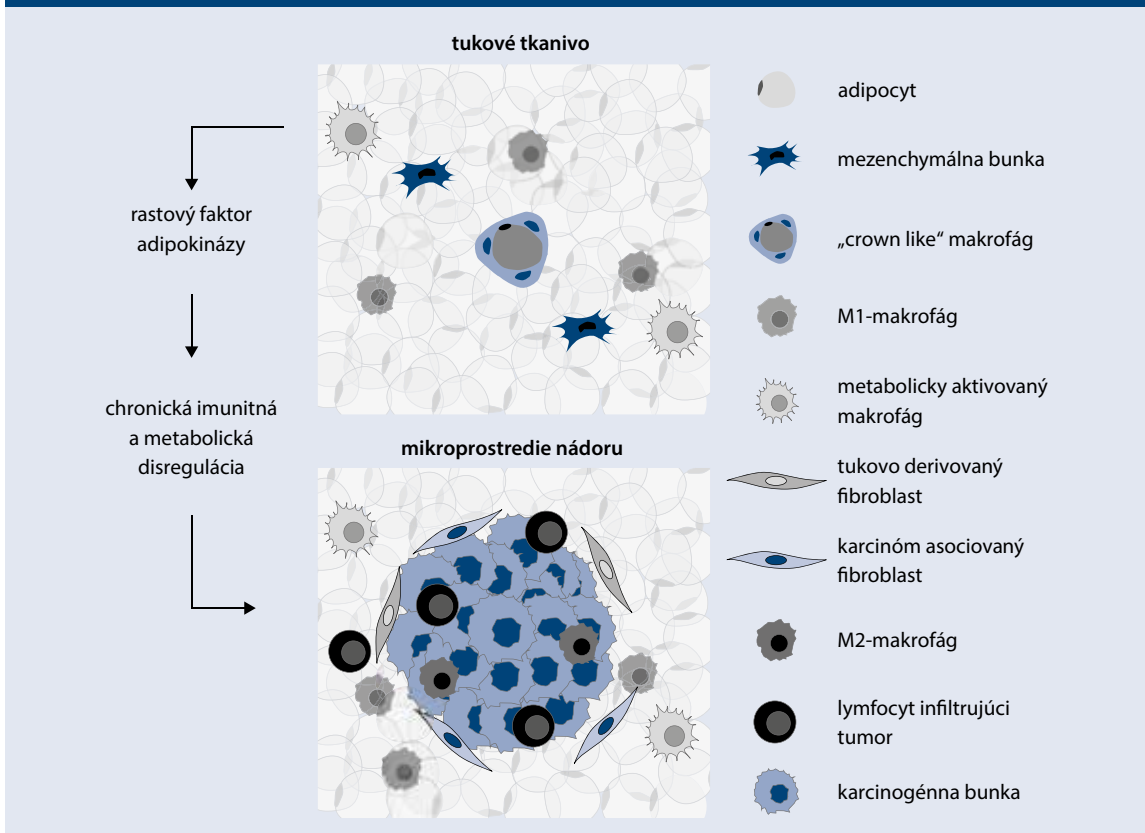 tukové tkanivo
rastový faktor
adipokinázy
chronická imunitná
a metabolická
disregulácia
mikroprostredie nádoru
adipocyt
mezenchymálna bunka
„crown like“ makrofág
M1-makrofág
metabolicky aktivovaný
makrofág
tukovo derivovaný
fibroblast
karcinóm asociovaný
fibroblast
M2-makrofág
lymfocyt infiltrujúci
tumor
karcinogénna bunka